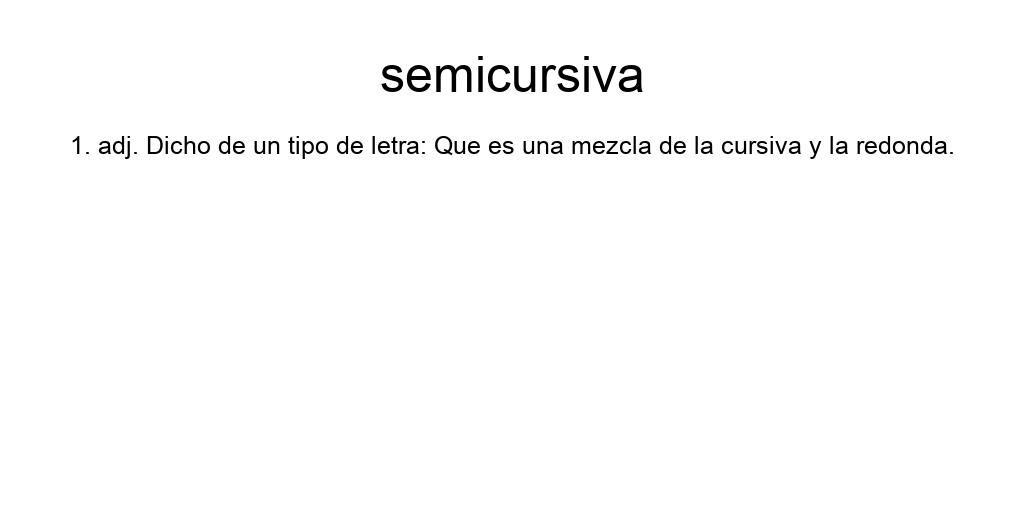 semicursiva
1. adj. Dicho de un tipo de letra: Que es una mezcla de la cursiva y la redonda.